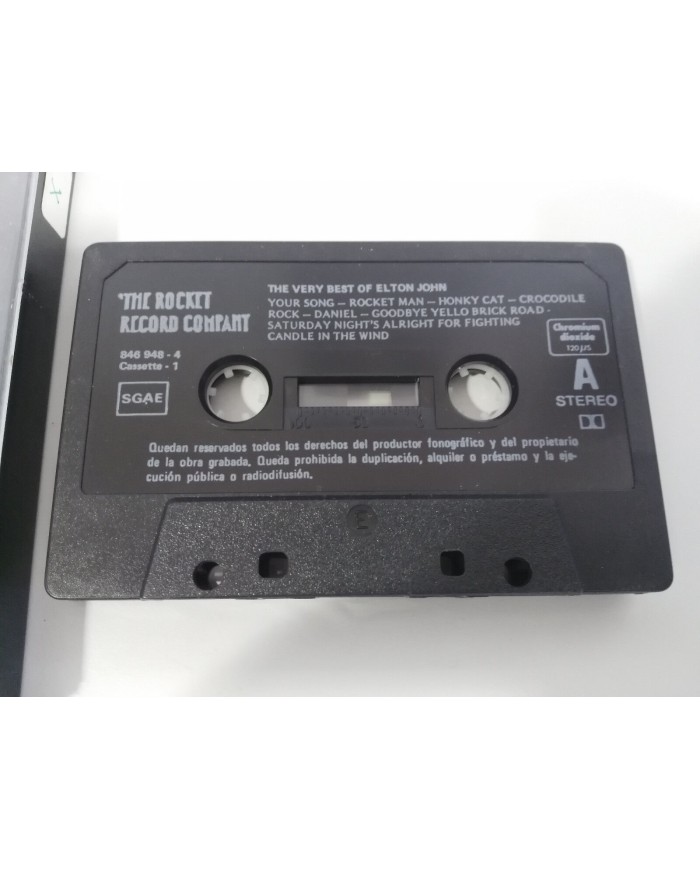 THE ROCKET
RECORD COMPANY
846 948 - 4
Cassette - 1
SGAE
THE VERY BEST OF ELTON JOHN
YOUR SONG — ROCKET MAN — HONKY CAT — CROCODILE
ROCK — DANIEL — GOODBYE YELLO BRICK ROAD -
SATURDAY NIGHT'S ALRIGHT FOR FIGHTING
CANDLE IN THE WIND
Chromium
dioxide
120 µs
A
STEREO
100 50 0
Quedan reservados todos los derechos del productor fonográfico y del propietario
de la obra grabada. Queda prohibida la duplicación, alquiler o préstamo y la eje-
cución pública o radiodifusión.